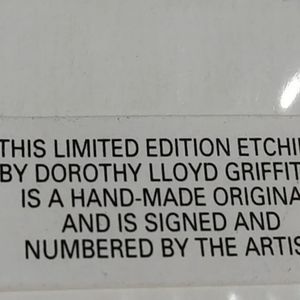 THIS LIMITED EDITION ETCHI
BY DOROTHY LLOYD GRIFFIT
IS A HAND-MADE ORIGINA
AND IS SIGNED AND
NUMBERED BY THE ARTIS